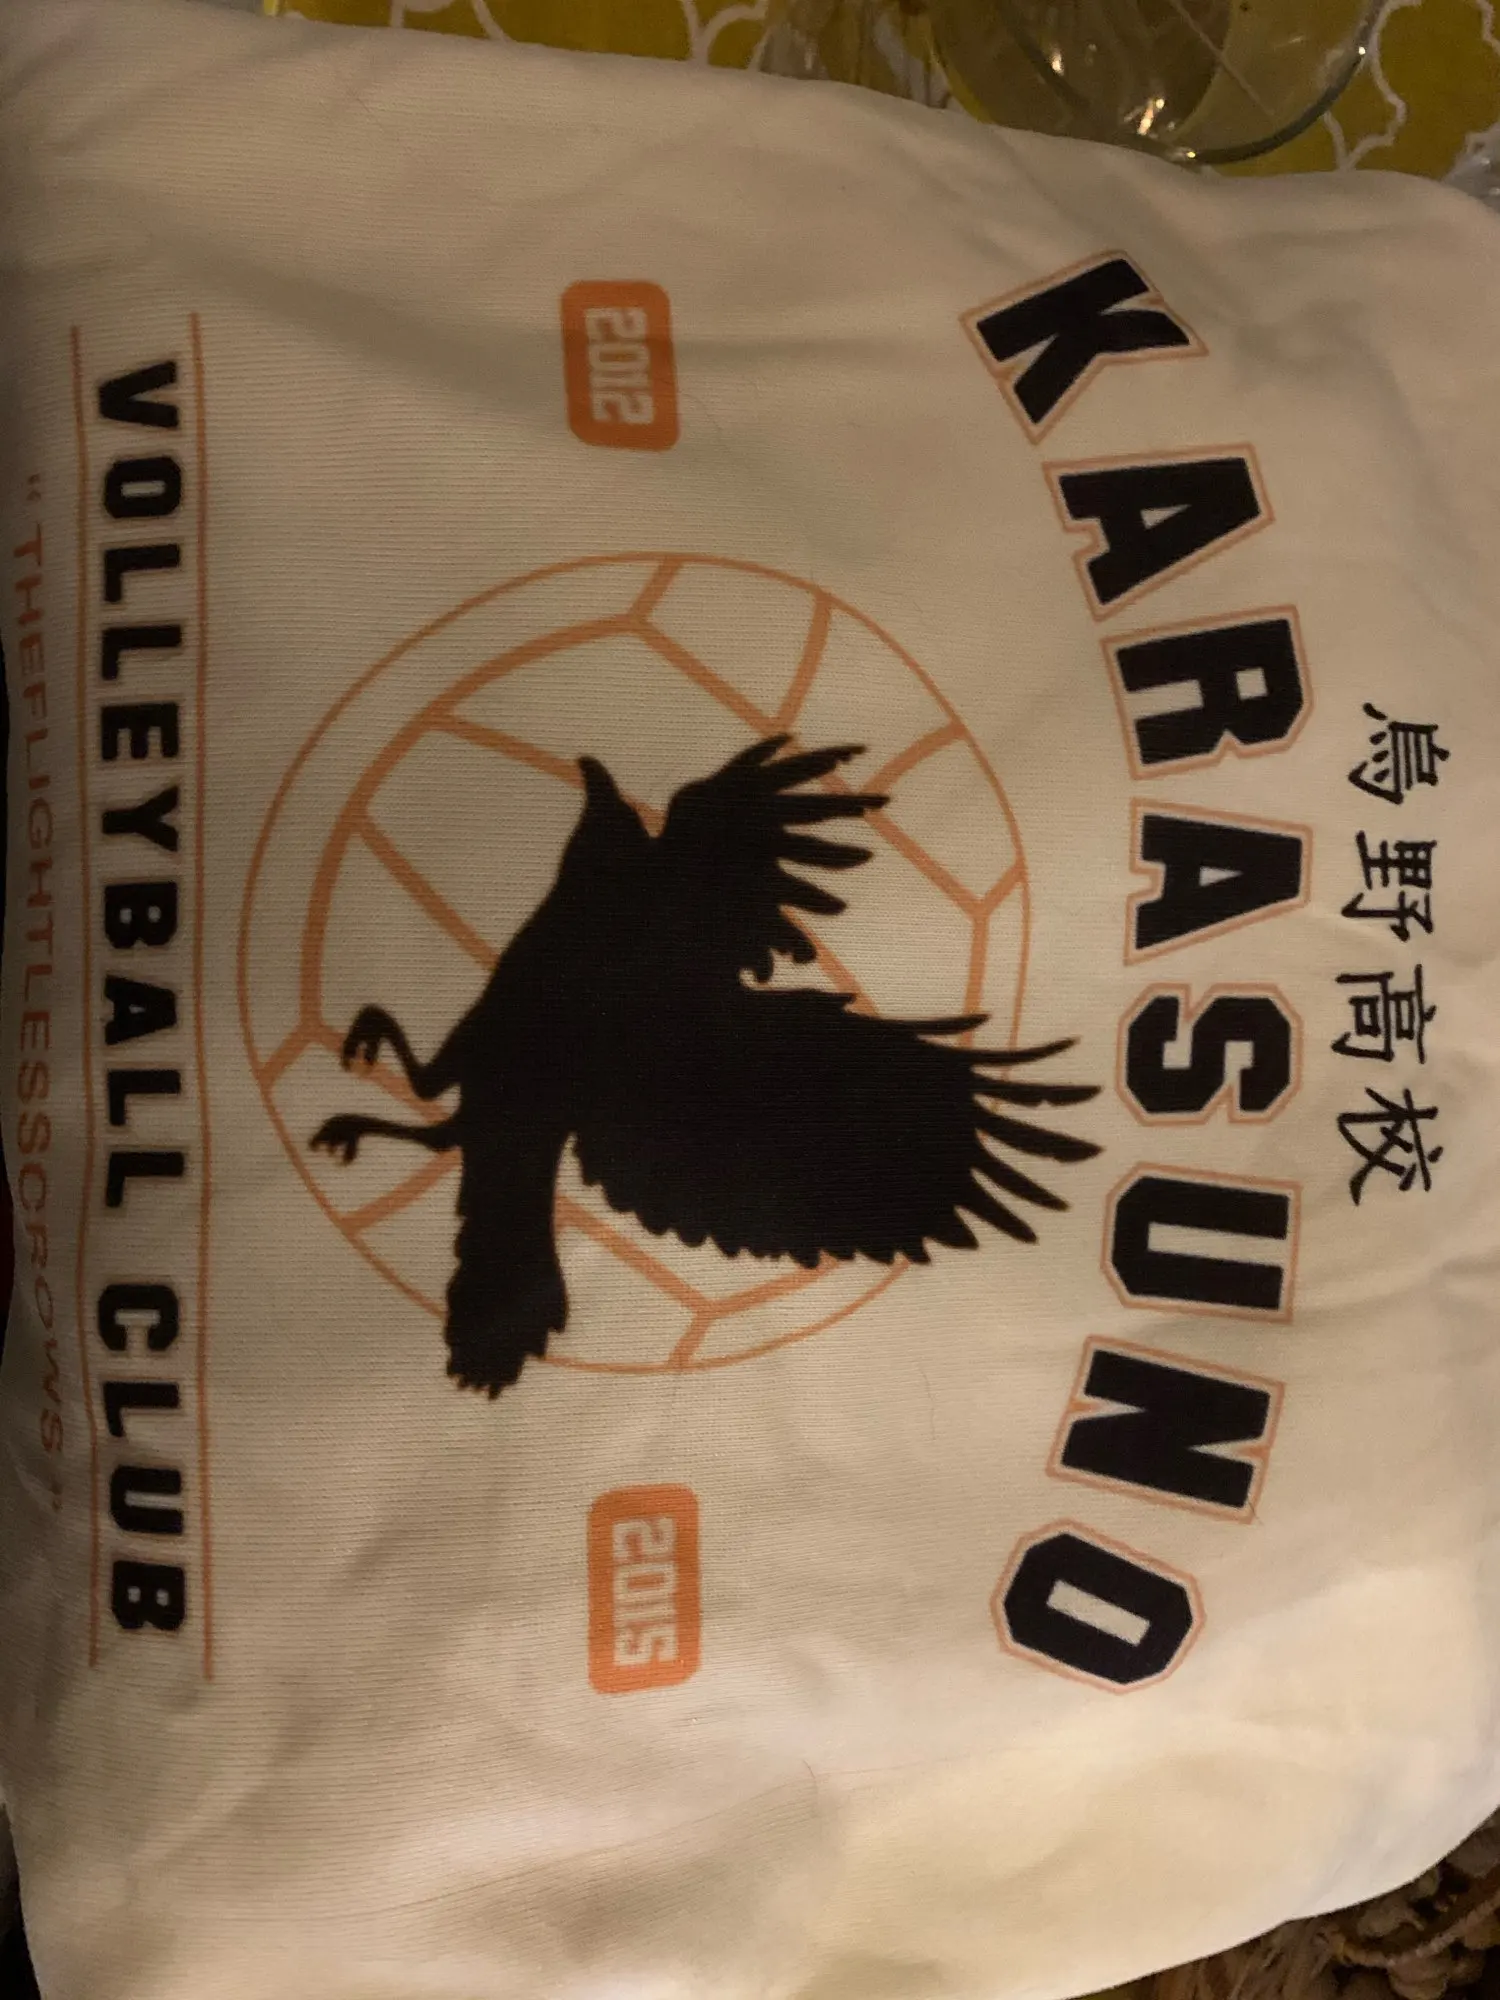 烏野高校
KARASUNO
2012 2015
VOLLEYBALL CLUB
" THEFLIGHTLESSCROWS "